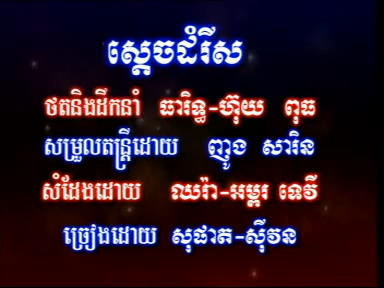 ស្តេចដំរីស
ថតនិងដឹកនាំ ធារិទ្ធ-ហ៊ុយ ពុធ
សម្រួលតន្ត្រីដោយ ញូង សារិន
សំដែងដោយ ឈរ៉ា-អម្ពរ ទេវី
ច្រៀងដោយ សុផាត-ស៊ីវន